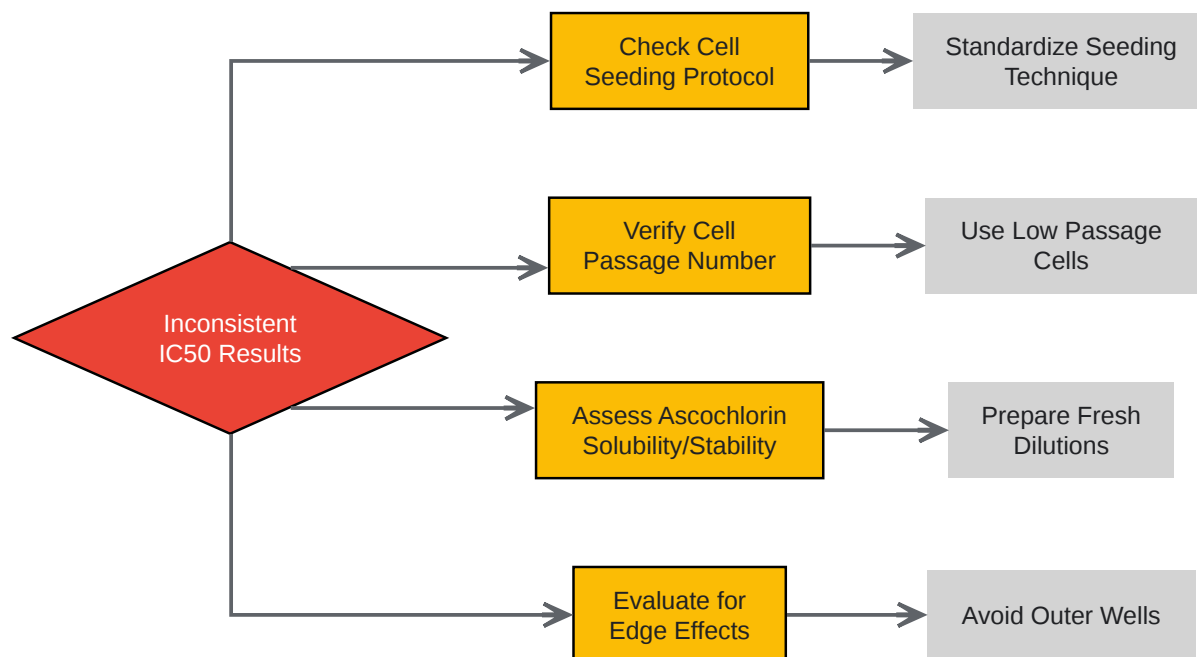 Check Cell
Seeding Protocol
Standardize Seeding
Technique
Verify Cell
Passage Number
Use Low Passage
Cells
Inconsistent
IC50 Results
Assess Ascochlorin
Solubility/Stability
Prepare Fresh
Dilutions
Evaluate for
Edge Effects
Avoid Outer Wells